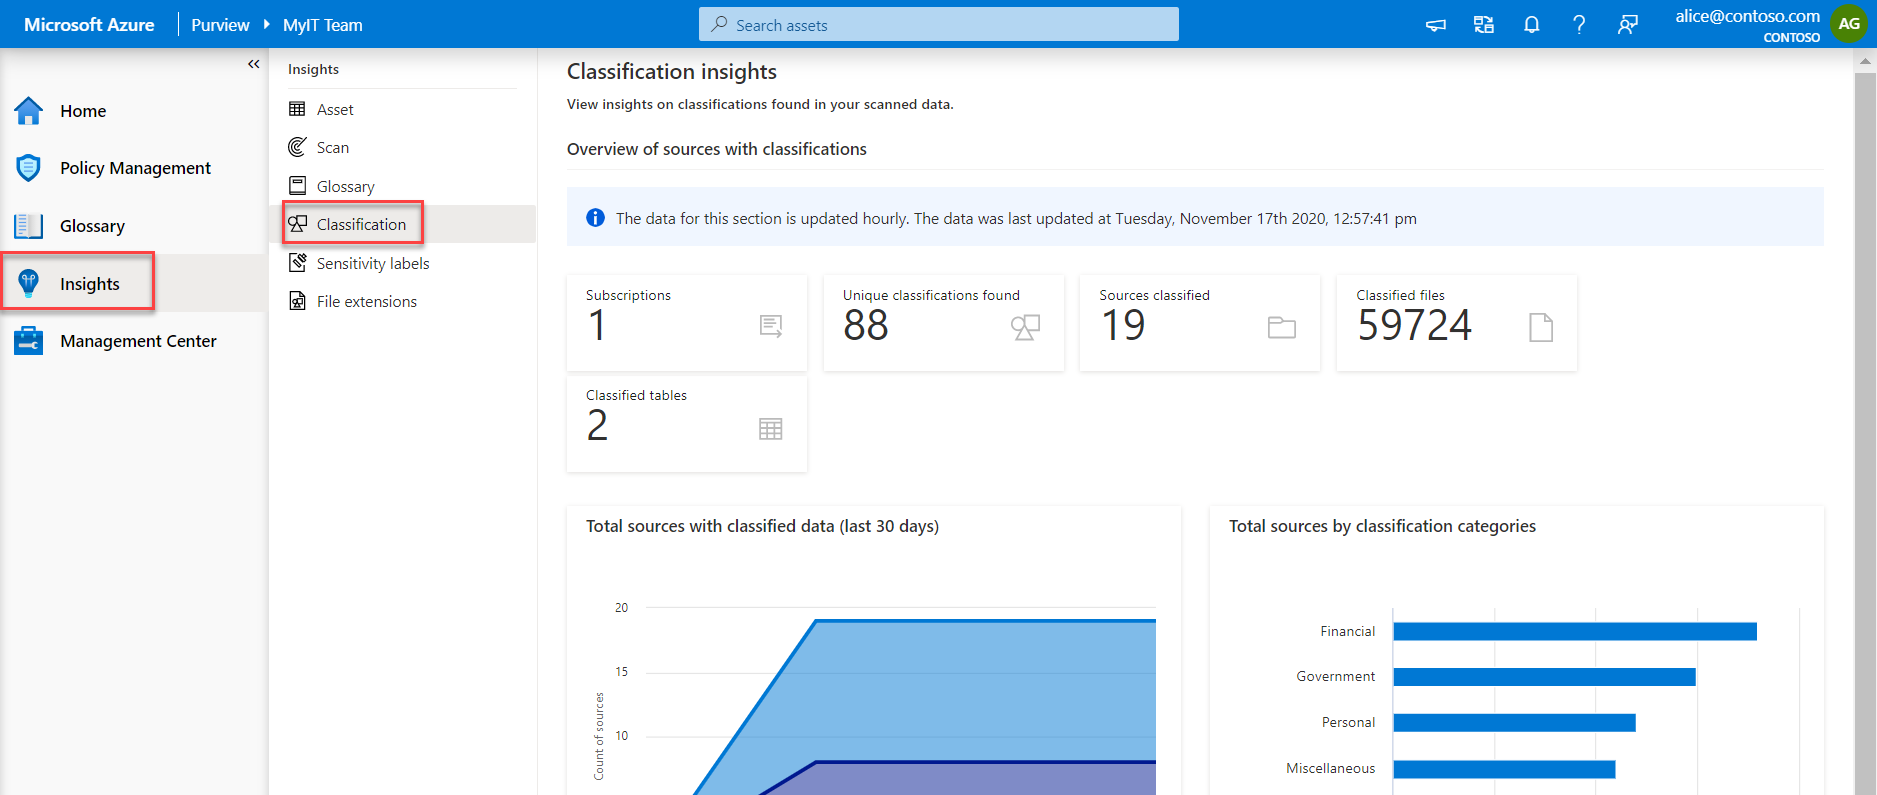 Microsoft Azure Purview MyIT Team
Search assets
alice@contoso.com
CONTOSO
AG
Home
Policy Management
Glossary
Insights
Management Center
Insights
Asset
Scan
Glossary
Classification
Sensitivity labels
File extensions
Classification insights
View insights on classifications found in your scanned data.
Overview of sources with classifications
The data for this section is updated hourly. The data was last updated at Tuesday, November 17th 2020, 12:57:41 pm
Subscriptions
1
Unique classifications found
88
Sources classified
19
Classified files
59724
Classified tables
2
Total sources with classified data (last 30 days)
20
15
10
Count of sources
Total sources by classification categories
Financial
Government
Personal
Miscellaneous